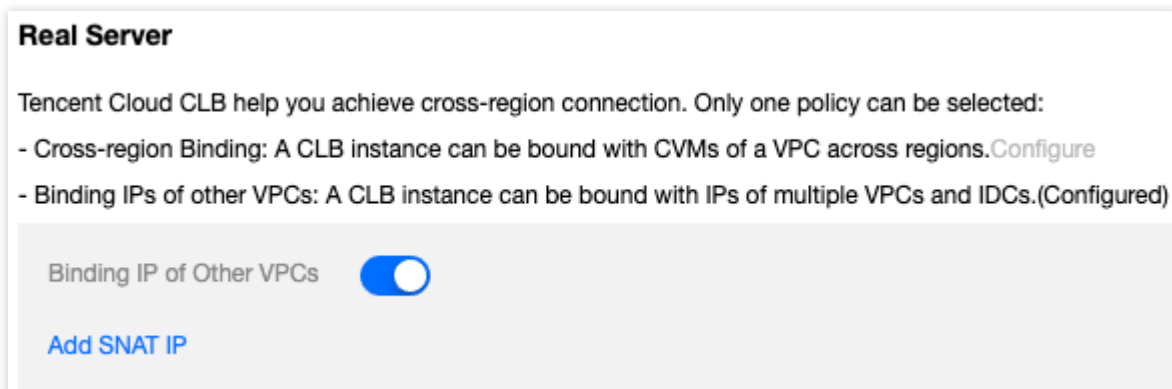 Real Server
Tencent Cloud CLB help you achieve cross-region connection. Only one policy can be selected:
- Cross-region Binding: A CLB instance can be bound with CVMs of a VPC across regions.Configure
- Binding IPs of other VPCs: A CLB instance can be bound with IPs of multiple VPCs and IDCs.(Configured)
Binding IP of Other VPCs
Add SNAT IP